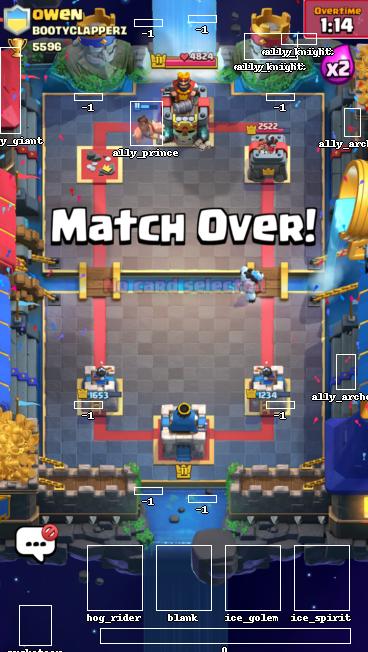 Owen
BOOTYCLAPPERZ
5596
Overtime
1:14
x2
4824
-1
-1
ally_knight
ally_knight
-1
-1
2522
y_giant
ally_prince
ally_arc
Match Over!
No card selected
1653
1234
-1
-1
ally_arche
-1
-1
hog_rider
blank
ice_golem
ice_spirit
0